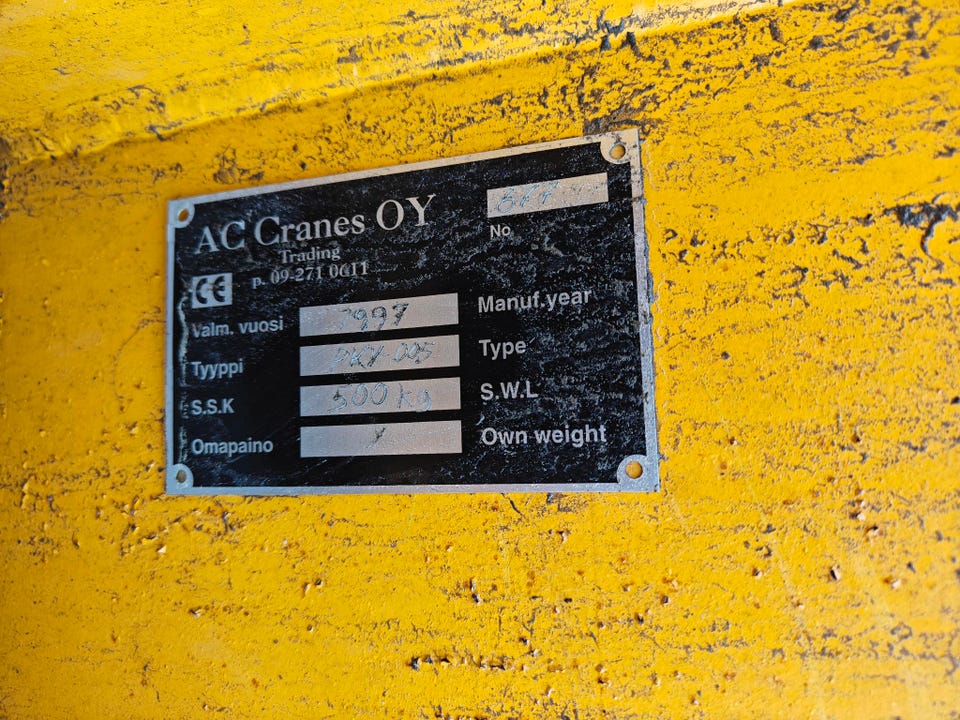 AC Cranes OY
Trading
p. 09-271 0611
No
CE
Valm. vuosi 1997 Manuf.year
Tyyppi Type
S.S.K 500 kg S.W.L
Omapaino Own weight